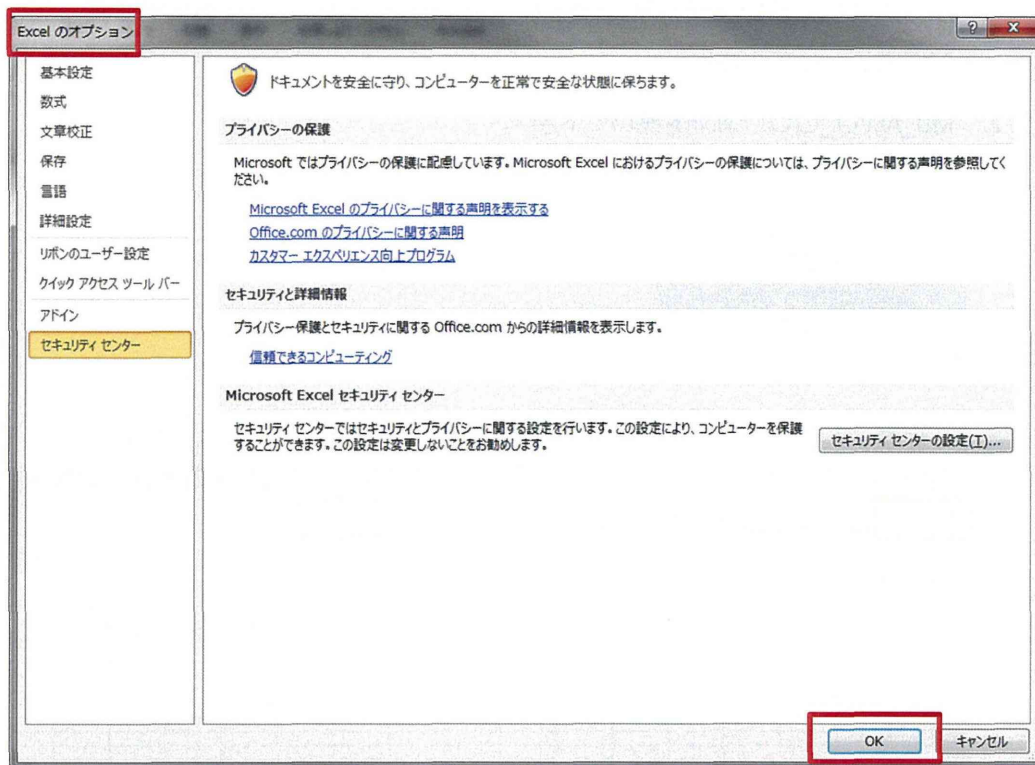 Excel のオプション
基本設定
数式
文章校正
保存
言語
詳細設定
リボンのユーザー設定
クイック アクセス ツール バー
アドイン
セキュリティ センター
ドキュメントを安全に守り、コンピューターを正常で安全な状態に保ちます。
プライバシーの保護
Microsoft ではプライバシーの保護に配慮しています。Microsoft Excel におけるプライバシーの保護については、プライバシーに関する声明を参照してく
ださい。
Microsoft Excel のプライバシーに関する声明を表示する
Office.com のプライバシーに関する声明
カスタマー エクスペリエンス向上プログラム
セキュリティと詳細情報
プライバシー保護とセキュリティに関する Office.com からの詳細情報を表示します。
信頼できるコンピューティング
Microsoft Excel セキュリティ センター
セキュリティ センターではセキュリティとプライバシーに関する設定を行います。この設定により、コンピューターを保護
することができます。この設定は変更しないことをお勧めします。
セキュリティ センターの設定(T)...
OK
キャンセル